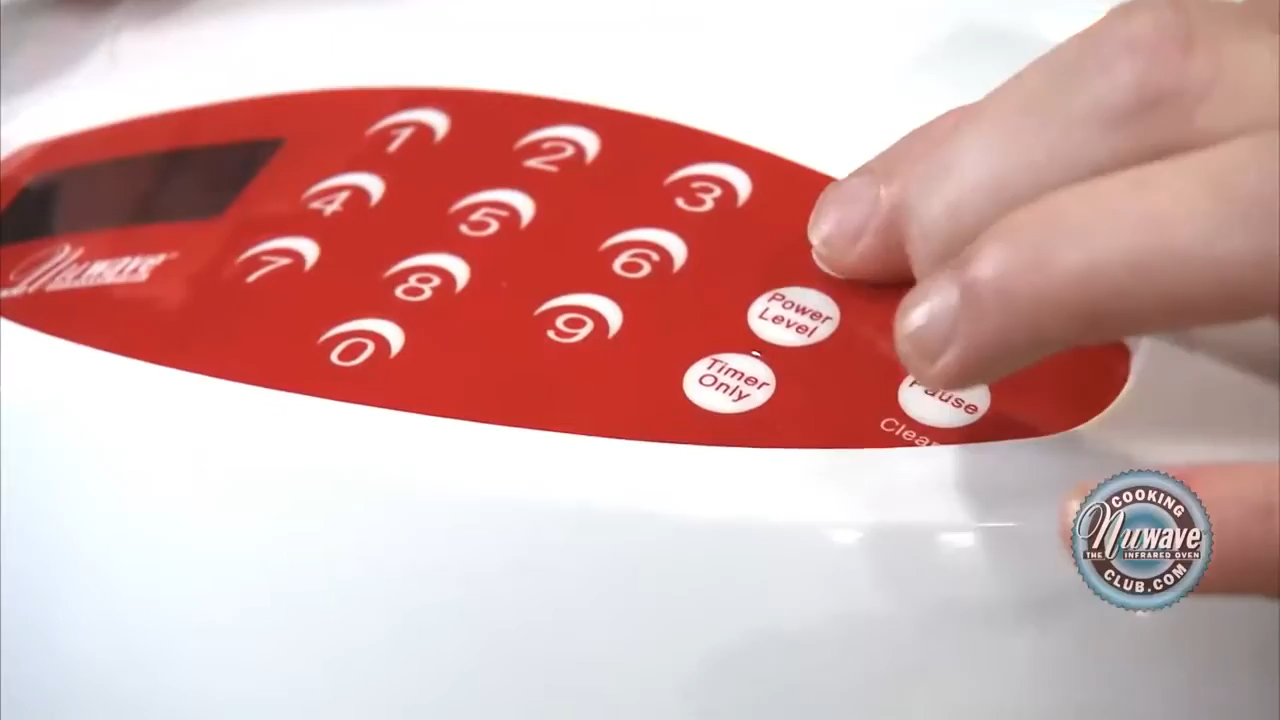 1
2
3
4
5
6
7
8
9
0
Nuwave
Power
Level
Timer
Only
Pause
COOKING
Nuwave
THE INFRARED OVEN
CLUB.COM